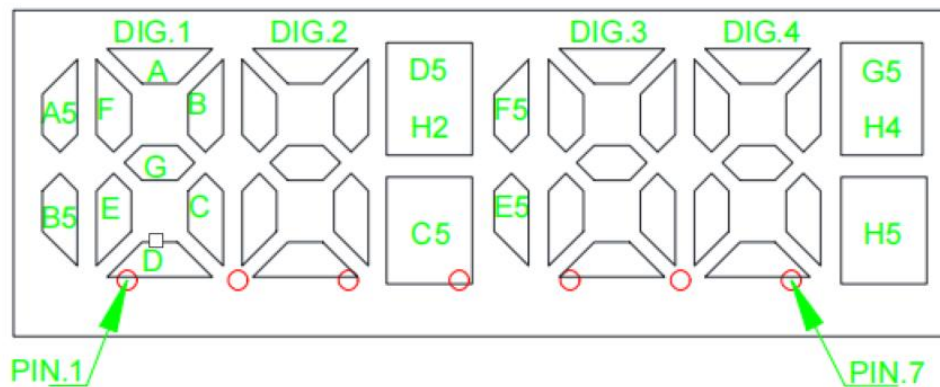 DIG.1 DIG.2 DIG.3 DIG.4
A D5 G5
A5 F B F5
H2 H4
G
B5 E C C5 E5 H5
D
PIN.1 PIN.7